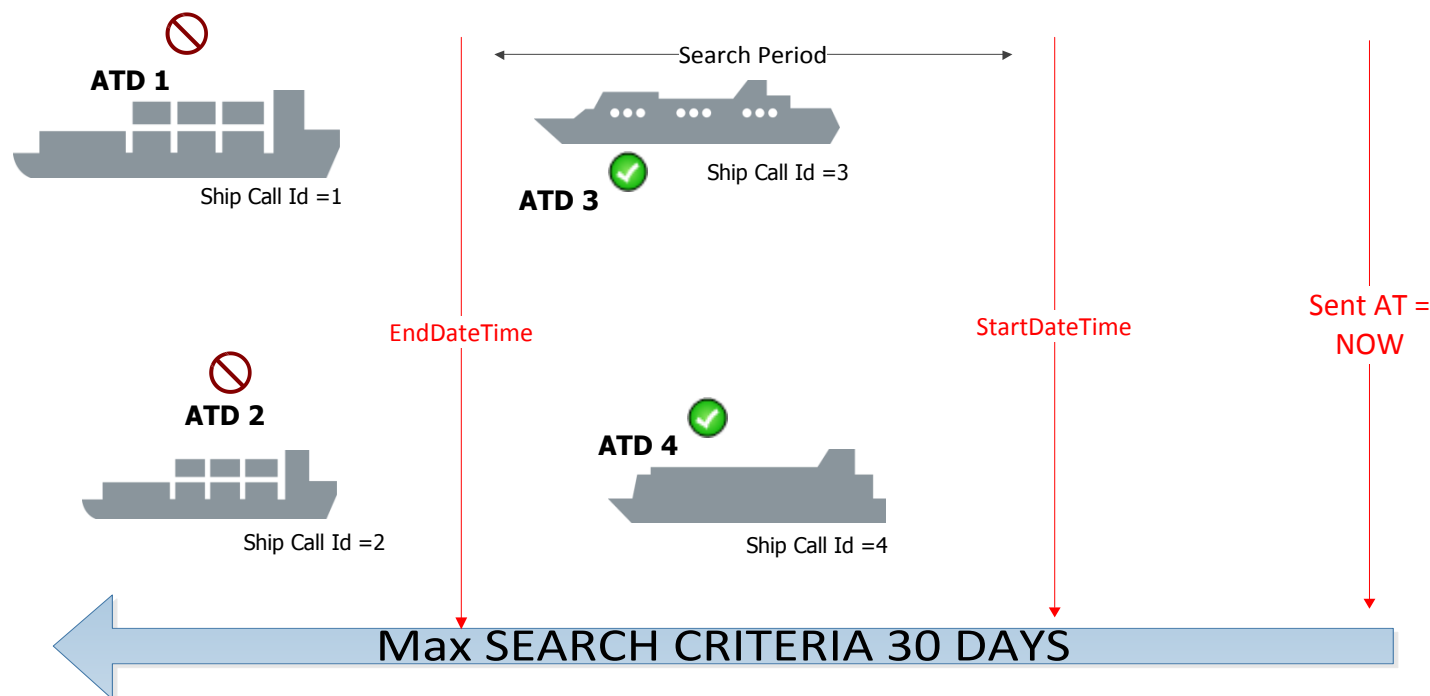 Search Period
ATD 1
Ship Call Id =3
Ship Call Id =1
ATD 3
EndDateTime
StartDateTime
Sent AT =
NOW
ATD 2
ATD 4
Ship Call Id =2
Ship Call Id =4
Max SEARCH CRITERIA 30 DAYS